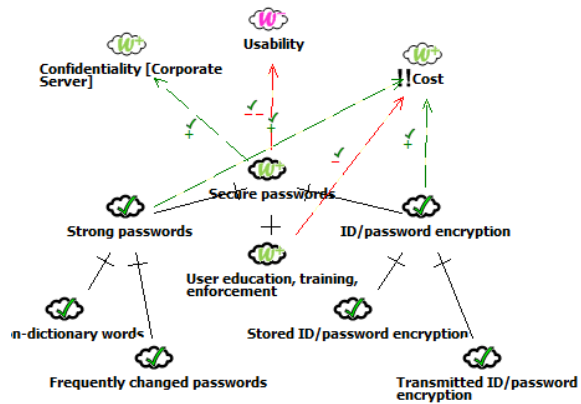 W+
W-
W+
Usability
Confidentiality [Corporate
Server]
!!Cost
+
- -
+
-
+
W+
Secure passwords
Strong passwords
W+
ID/password encryption
User education, training,
enforcement
n-dictionary words
Stored ID/password encryption
Frequently changed passwords
Transmitted ID/password
encryption